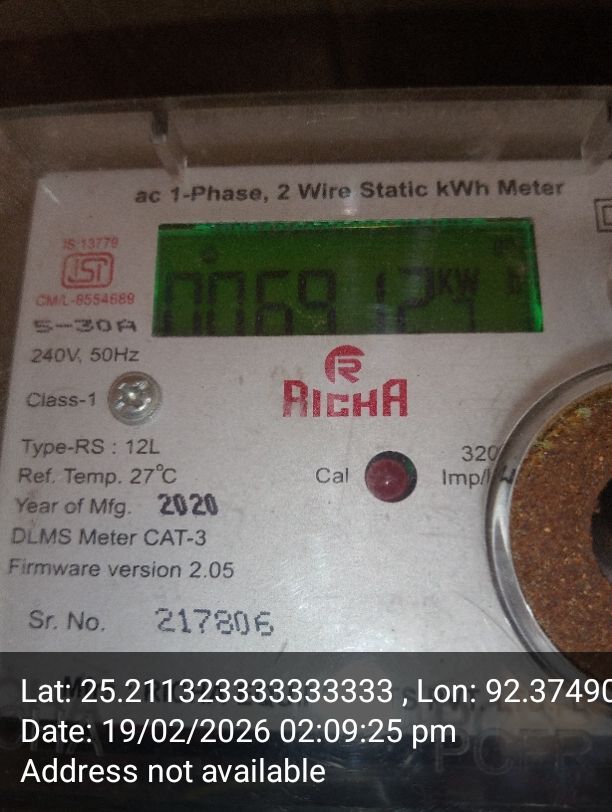 ac 1-Phase, 2 Wire Static kWh Meter
IS:13779
ISI
CM/L-8554689
006912 KW
5-30A
240V, 50Hz
RICHA
Class-1
Type-RS : 12L
Ref. Temp. 27°C
Cal
320
Imp/k
Year of Mfg. 2020
DLMS Meter CAT-3
Firmware version 2.05
Sr. No. 217806
Lat: 25.211323333333333 , Lon: 92.37490
Date: 19/02/2026 02:09:25 pm
Address not available